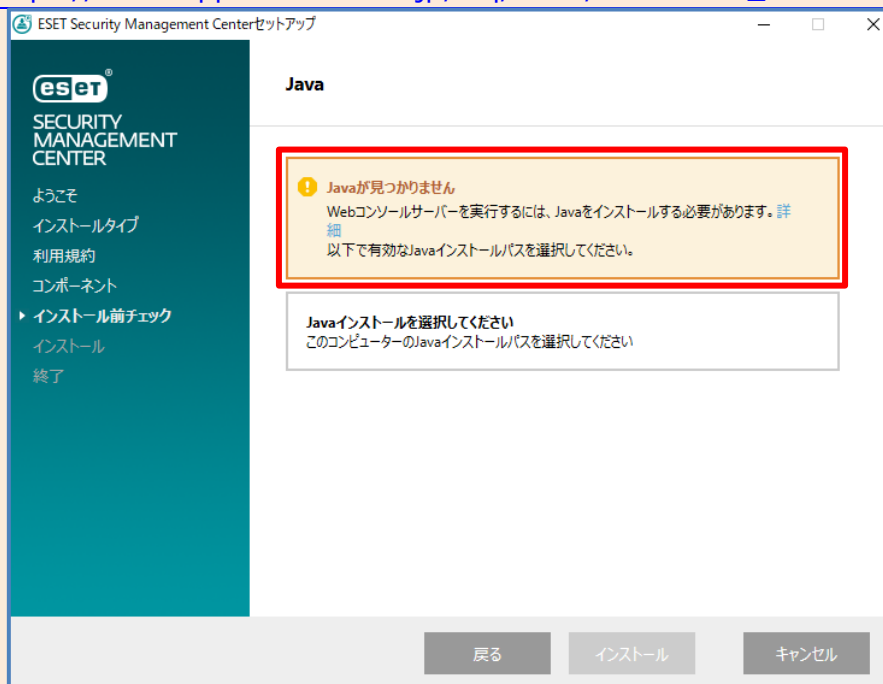 ESET Security Management Centerセットアップ
eset®
SECURITY
MANAGEMENT
CENTER
ようこそ
インストールタイプ
利用規約
コンポーネント
インストール前チェック
インストール
終了
Java
Javaが見つかりません
Webコンソールサーバーを実行するには、Javaをインストールする必要があります。詳
細
以下で有効なJavaインストールパスを選択してください。
Javaインストールを選択してください
このコンピューターのJavaインストールパスを選択してください
戻る
インストール
キャンセル